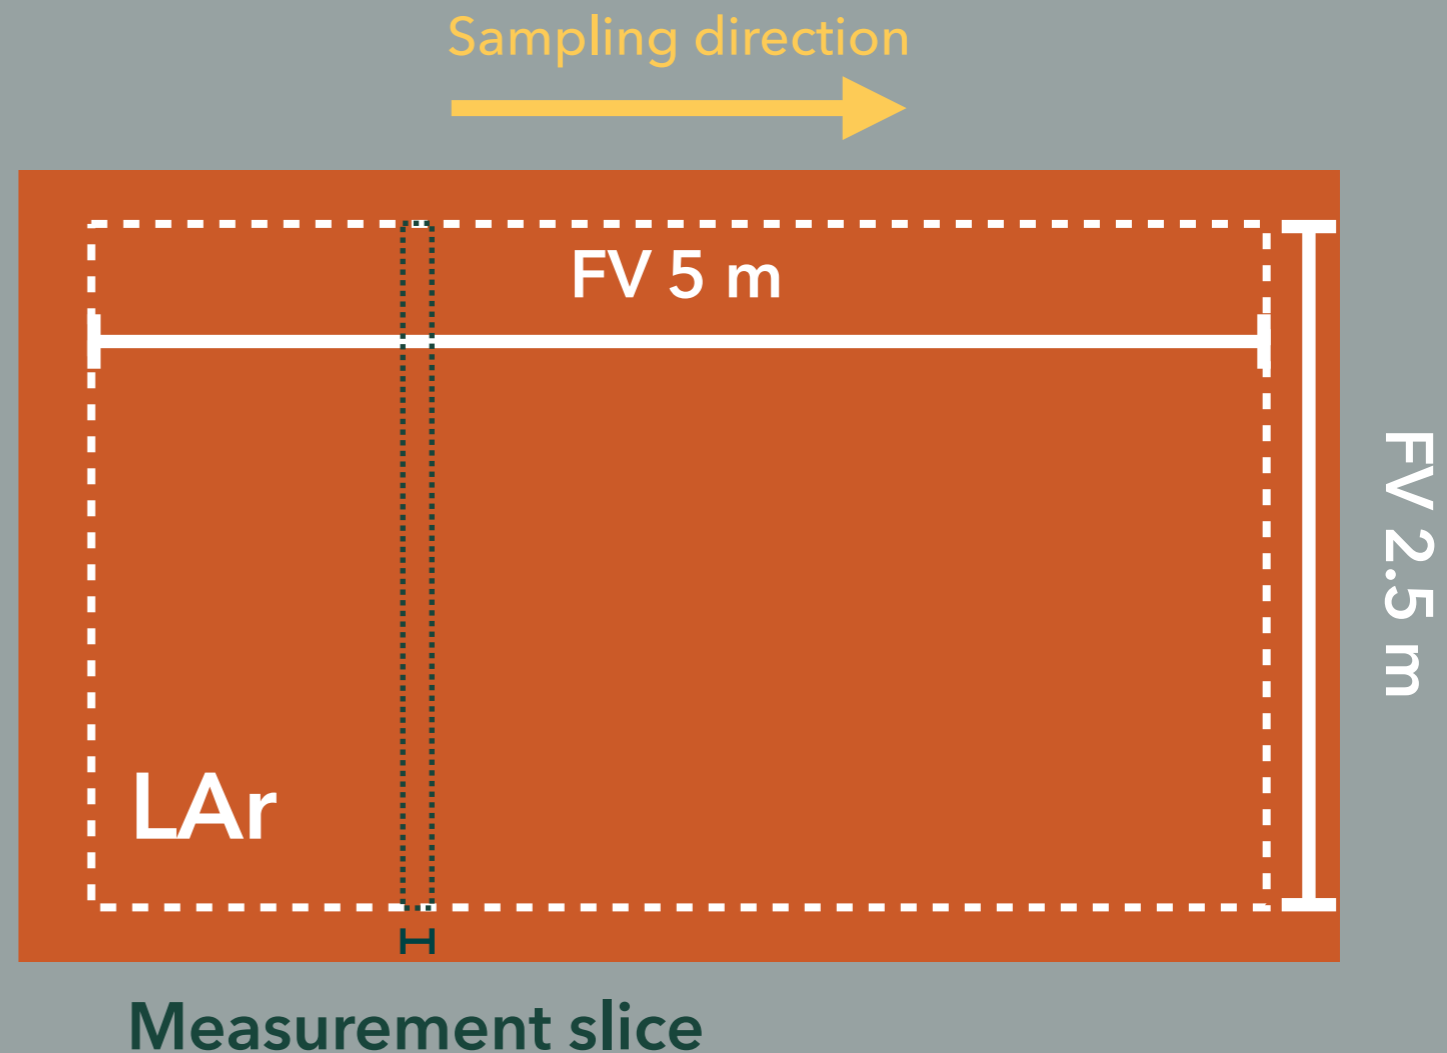 Sampling direction
FV 5 m
FV 2.5 m
LAr
Measurement slice